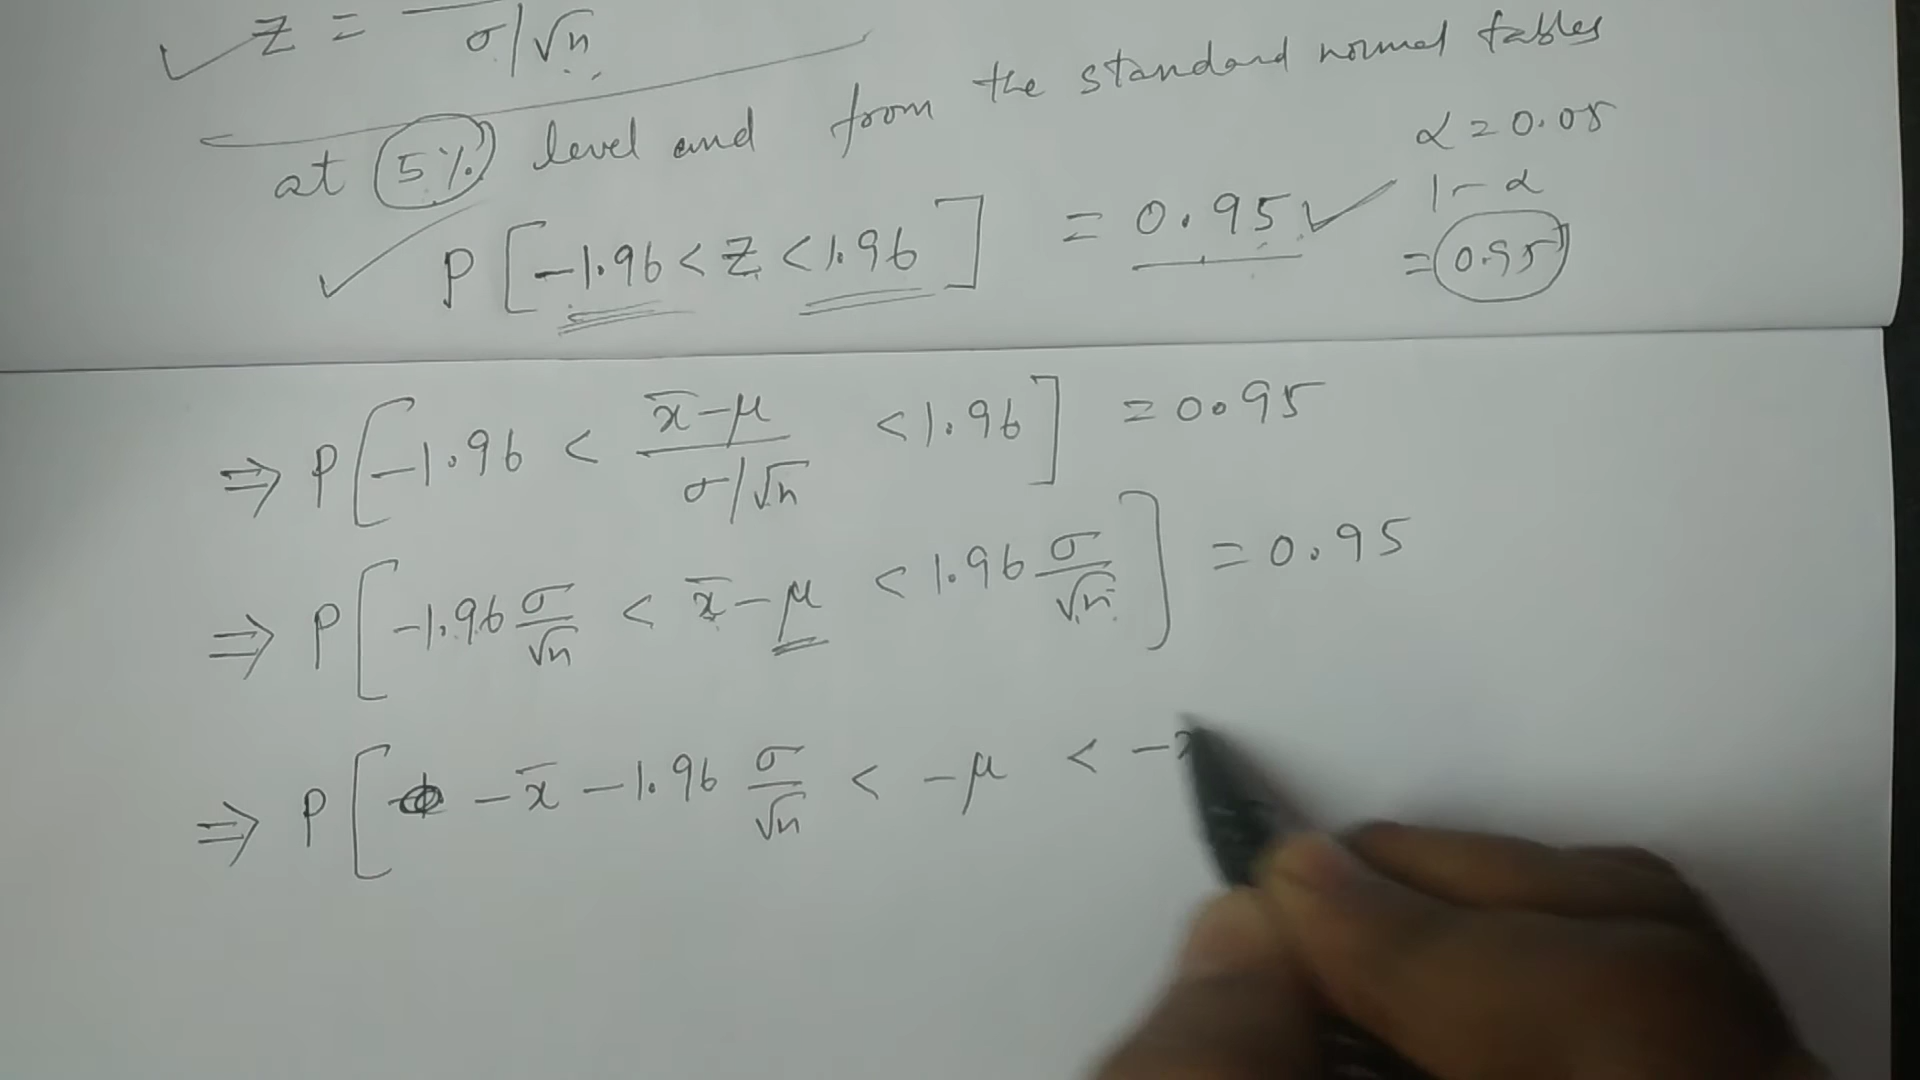 z = σ/√n
at 5% level and from the standard normal tables
α = 0.05
P[-1.96 < z < 1.96] = 0.95
1 - α
= 0.95
⇒ P[-1.96 < (x̄ - μ)/(σ/√n) < 1.96] = 0.95
⇒ P[-1.96 σ/√n < x̄ - μ < 1.96 σ/√n] = 0.95
⇒ P[ - x̄ - 1.96 σ/√n < - μ < -